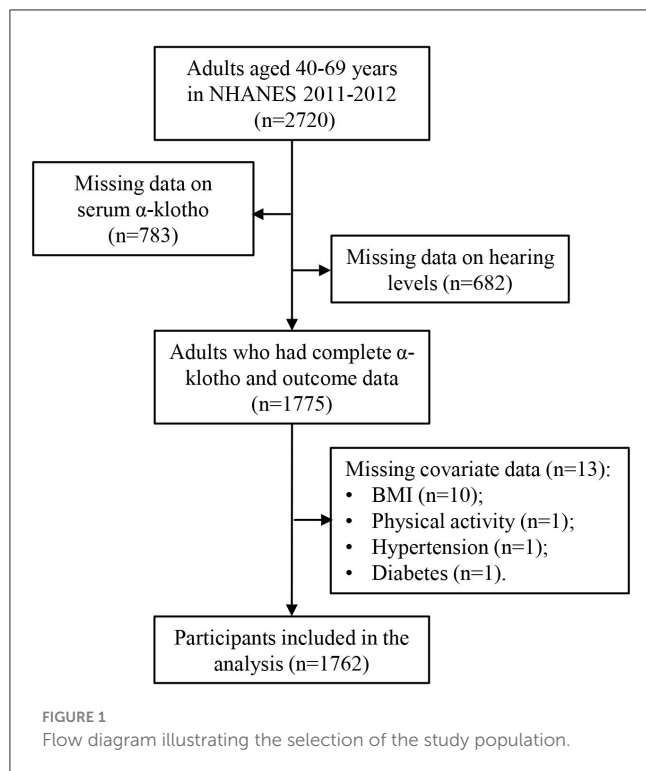 Adults aged 40-69 years
in NHANES 2011-2012
(n=2720)
Missing data on
serum α-klotho
(n=783)
Missing data on hearing
levels (n=682)
Adults who had complete α-
klotho and outcome data
(n=1775)
Missing covariate data (n=13):
• BMI (n=10);
• Physical activity (n=1);
• Hypertension (n=1);
• Diabetes (n=1).
Participants included in the
analysis (n=1762)
FIGURE 1
Flow diagram illustrating the selection of the study population.